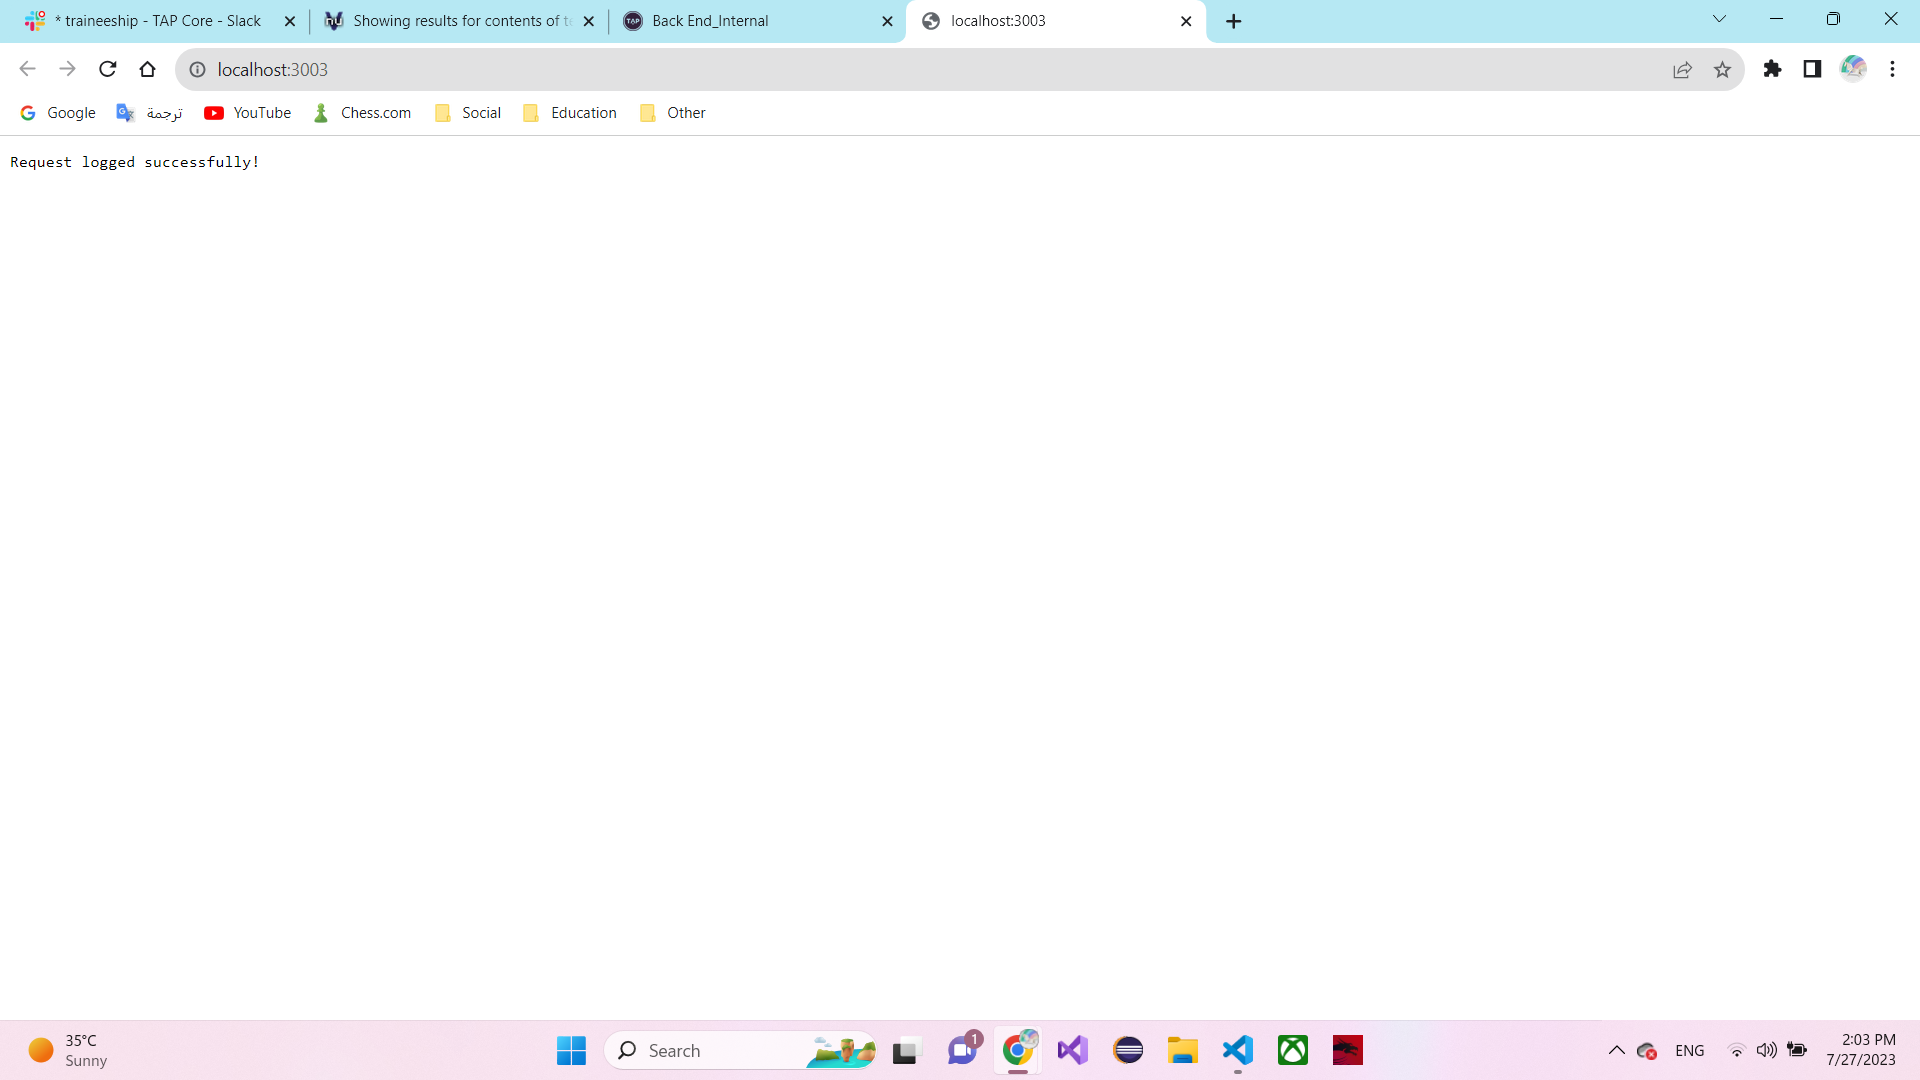 * traineeship - TAP Core - Slack
Showing results for contents of te
Back End_Internal
localhost:3003
localhost:3003
Google
ترجمة
YouTube
Chess.com
Social
Education
Other
Request logged successfully!
35°C
Sunny
Search
1
ENG
2:03 PM
7/27/2023